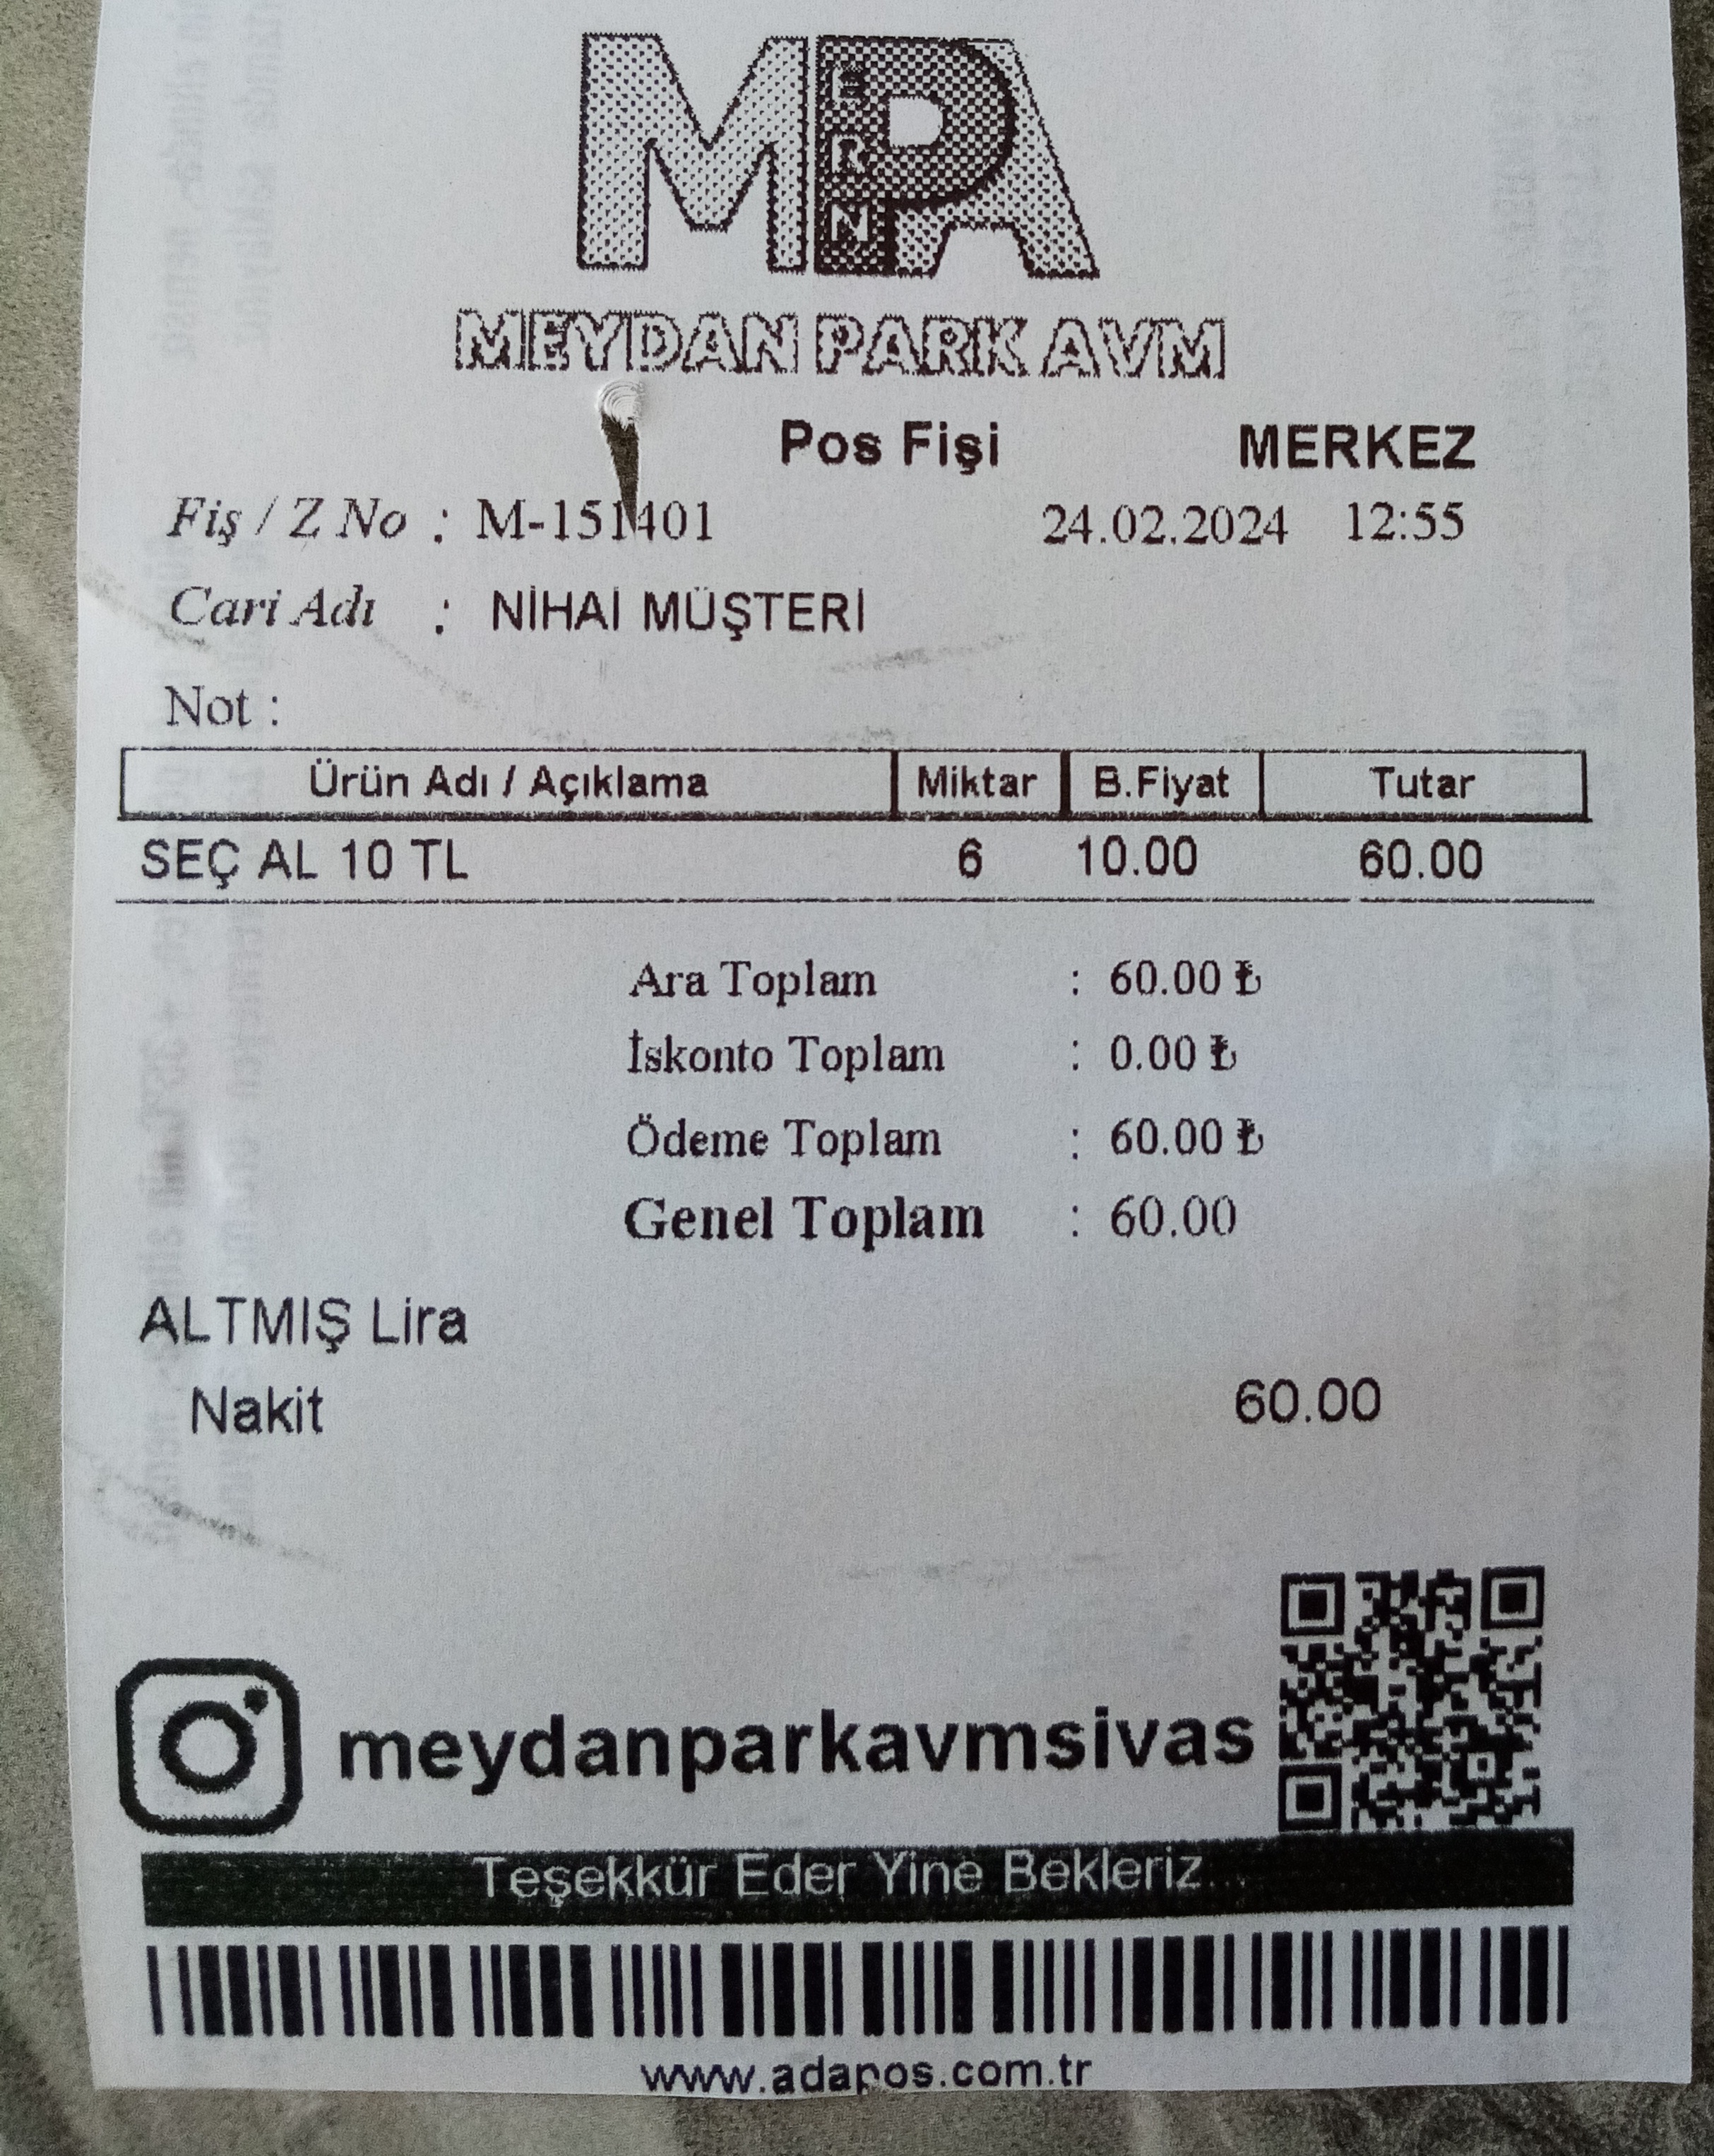 MPA
EREN
MEYDAN PARK AVM
Pos Fişi MERKEZ
Fiş / Z No : M-151401 24.02.2024 12:55
Cari Adı : NİHAİ MÜŞTERİ
Not :
Ürün Adı / Açıklama Miktar B.Fiyat Tutar
SEÇ AL 10 TL 6 10.00 60.00
Ara Toplam : 60.00 ₺
İskonto Toplam : 0.00 ₺
Ödeme Toplam : 60.00 ₺
Genel Toplam : 60.00
ALTMIŞ Lira
Nakit 60.00
meydanparkavmsivas
Teşekkür Eder Yine Bekleriz...
www.adapos.com.tr